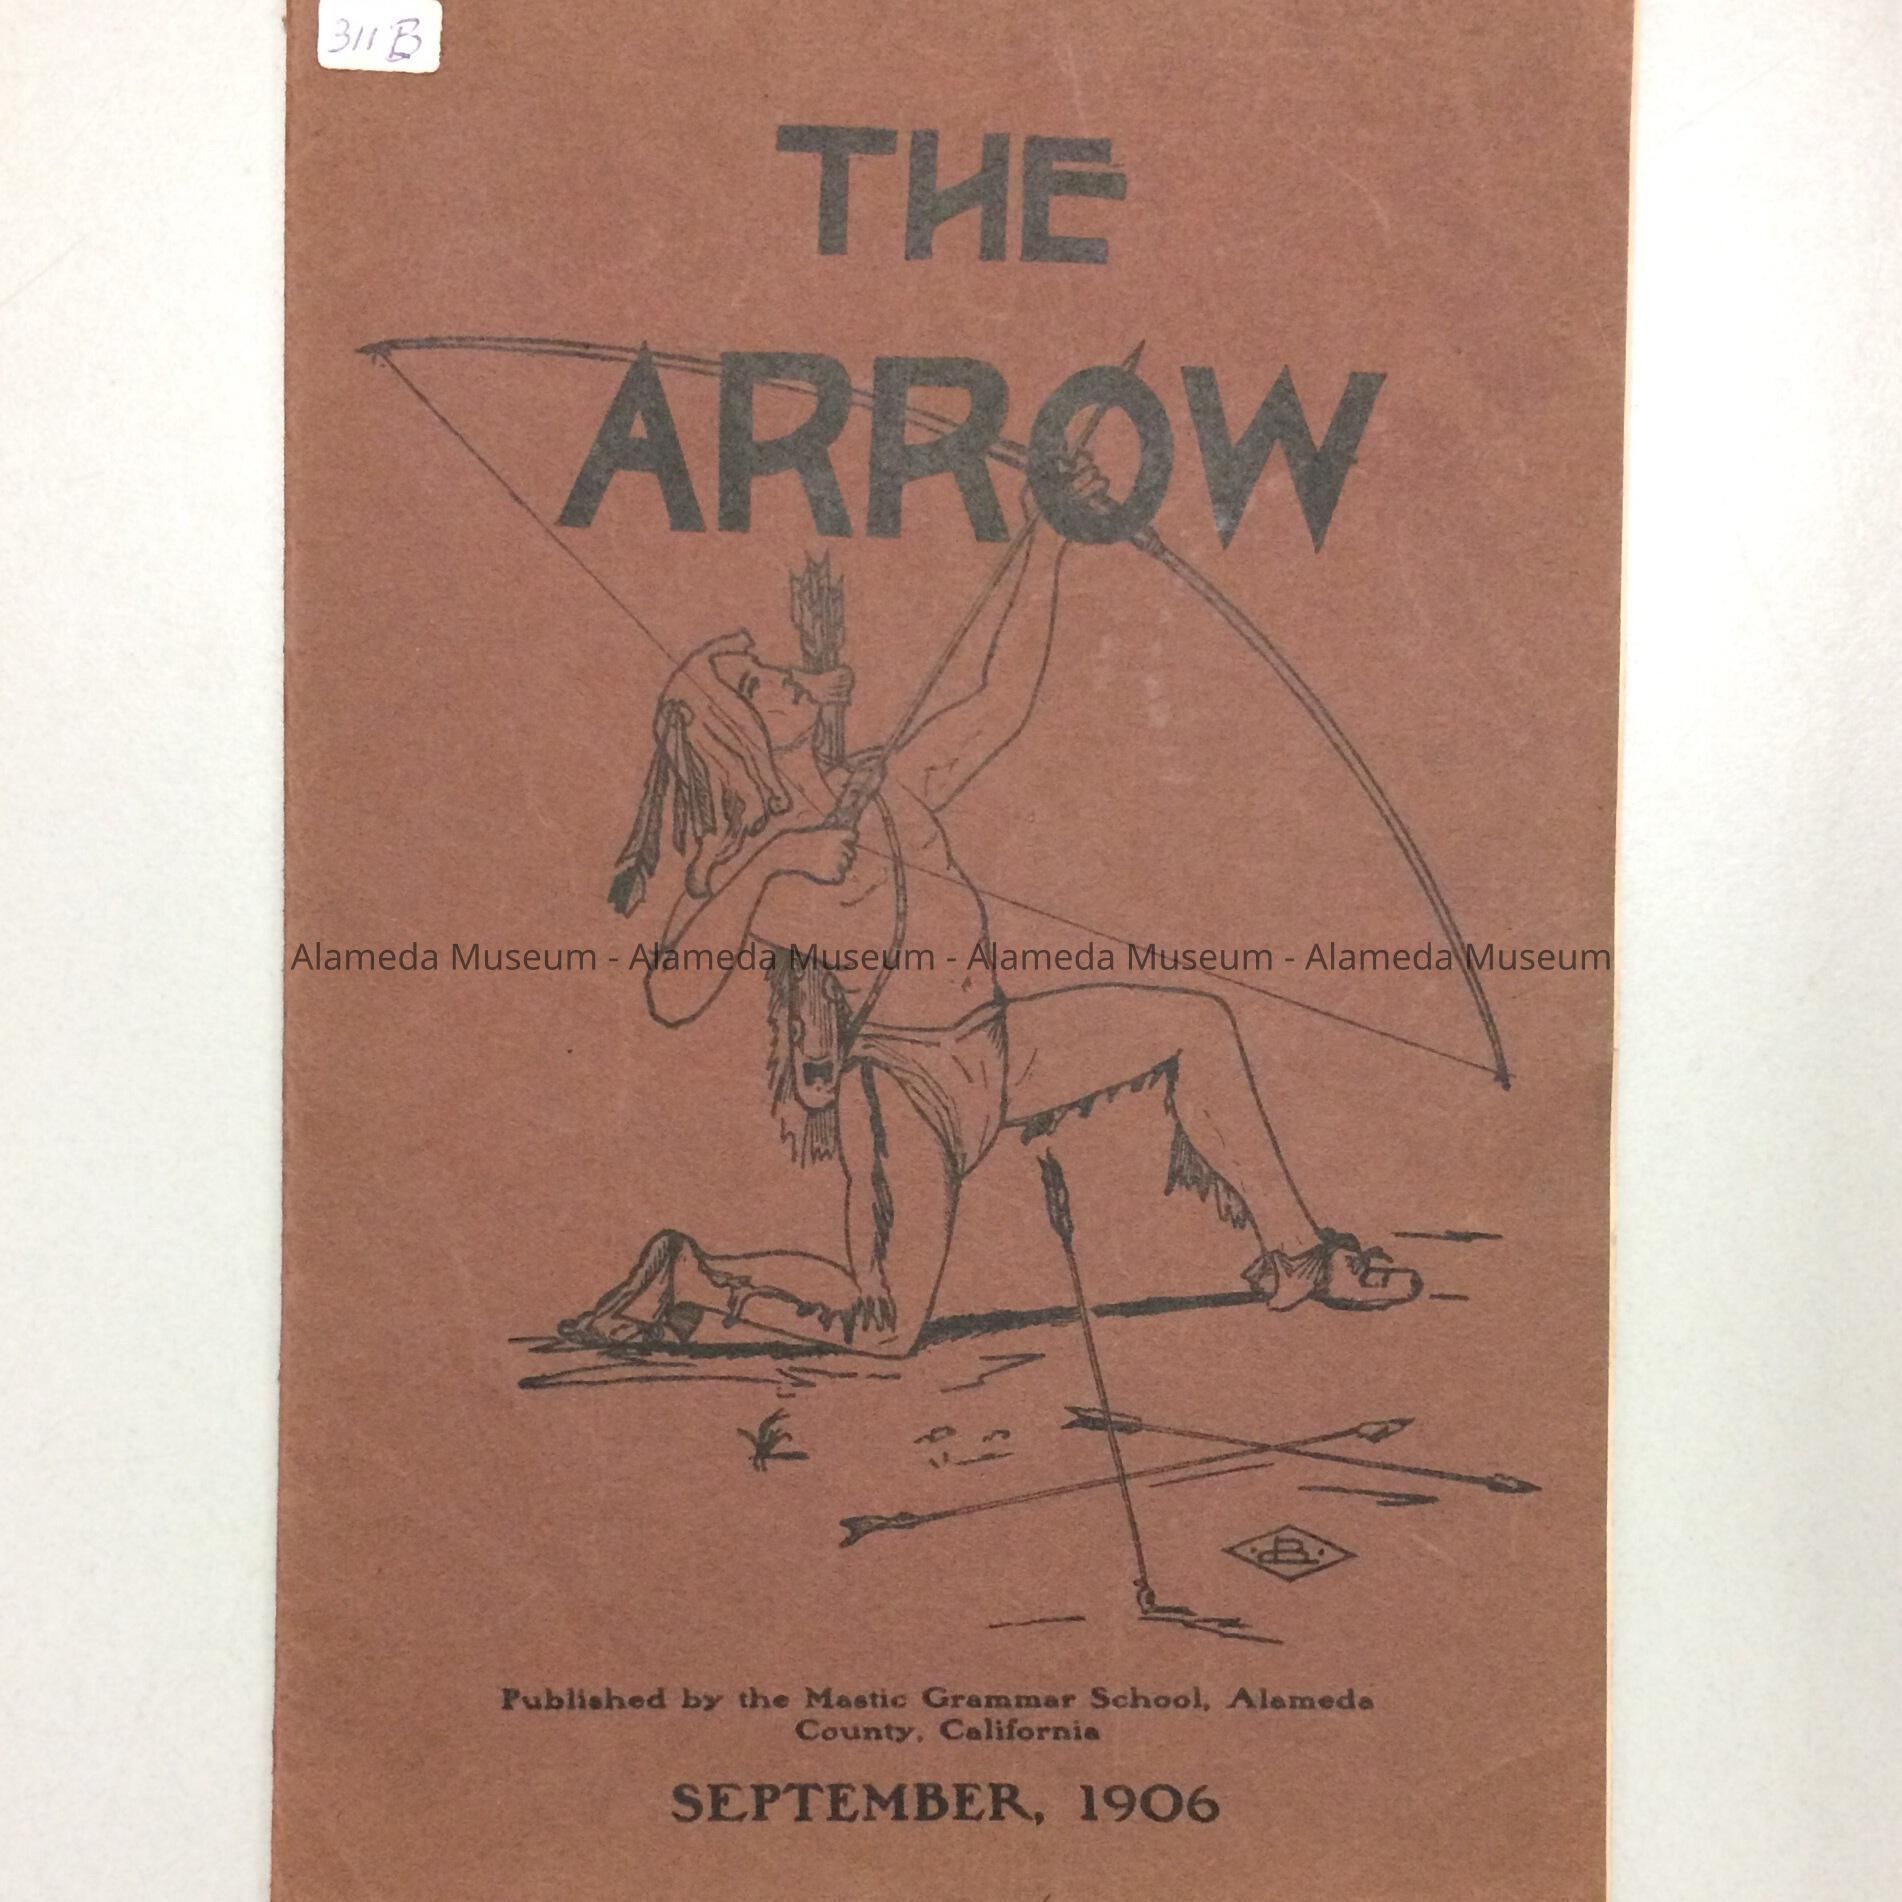 311 B
THE
ARROW
Alameda Museum - Alameda Museum - Alameda Museum - Alameda Museum
B
Published by the Mastic Grammar School, Alameda
County, California
SEPTEMBER, 1906